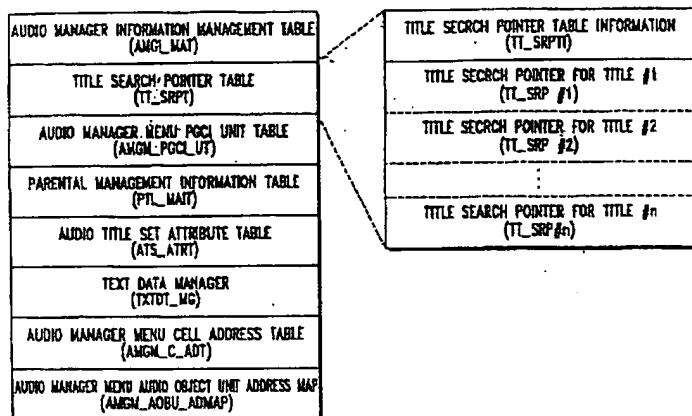 AUDIO MANAGER INFORMATION MANAGEMENT TABLE
(AMGI_MAT)
TITLE SEARCH POINTER TABLE
(TT_SRPT)
AUDIO MANAGER MENU PGCI UNIT TABLE
(AMGM_PGCI_UT)
PARENTAL MANAGEMENT INFORMATION TABLE
(PTL_MAIT)
AUDIO TITLE SET ATTRIBUTE TABLE
(ATS_ATRT)
TEXT DATA MANAGER
(TXTDT_MG)
AUDIO MANAGER MENU CELL ADDRESS TABLE
(AMGM_C_ADT)
AUDIO MANAGER MENU AUDIO OBJECT UNIT ADDRESS MAP
(AMGM_AOBU_ADMAP)
TITLE SECRCH POINTER TABLE INFORMATION
(TT_SRPTI)
TITLE SECRCH POINTER FOR TITLE #1
(TT_SRP #1)
TITLE SECRCH POINTER FOR TITLE #2
(TT_SRP #2)
⋮
TITLE SEARCH POINTER FOR TITLE #n
(TT_SRP#n)